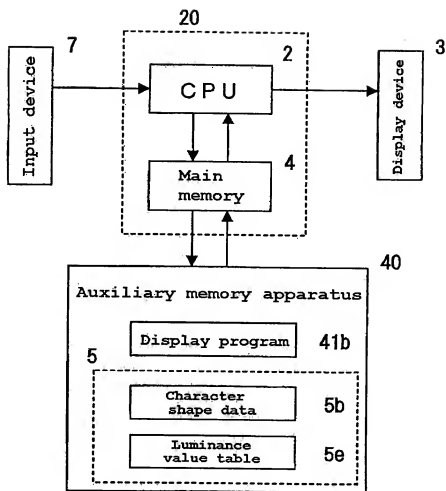 20
7
2
3
Input device
CPU
Display device
4
Main
memory
40
Auxiliary memory apparatus
Display program
41b
5
Character
shape data
5b
Luminance
value table
5e